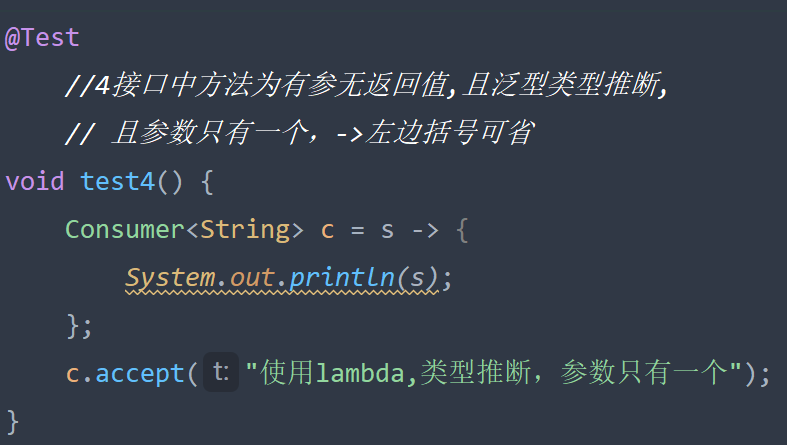 @Test
//4接口中方法为有参无返回值,且泛型类型推断,
// 且参数只有一个，->左边括号可省
void test4() {
Consumer<String> c = s -> {
System.out.println(s);
};
c.accept( t: "使用lambda,类型推断，参数只有一个");
}